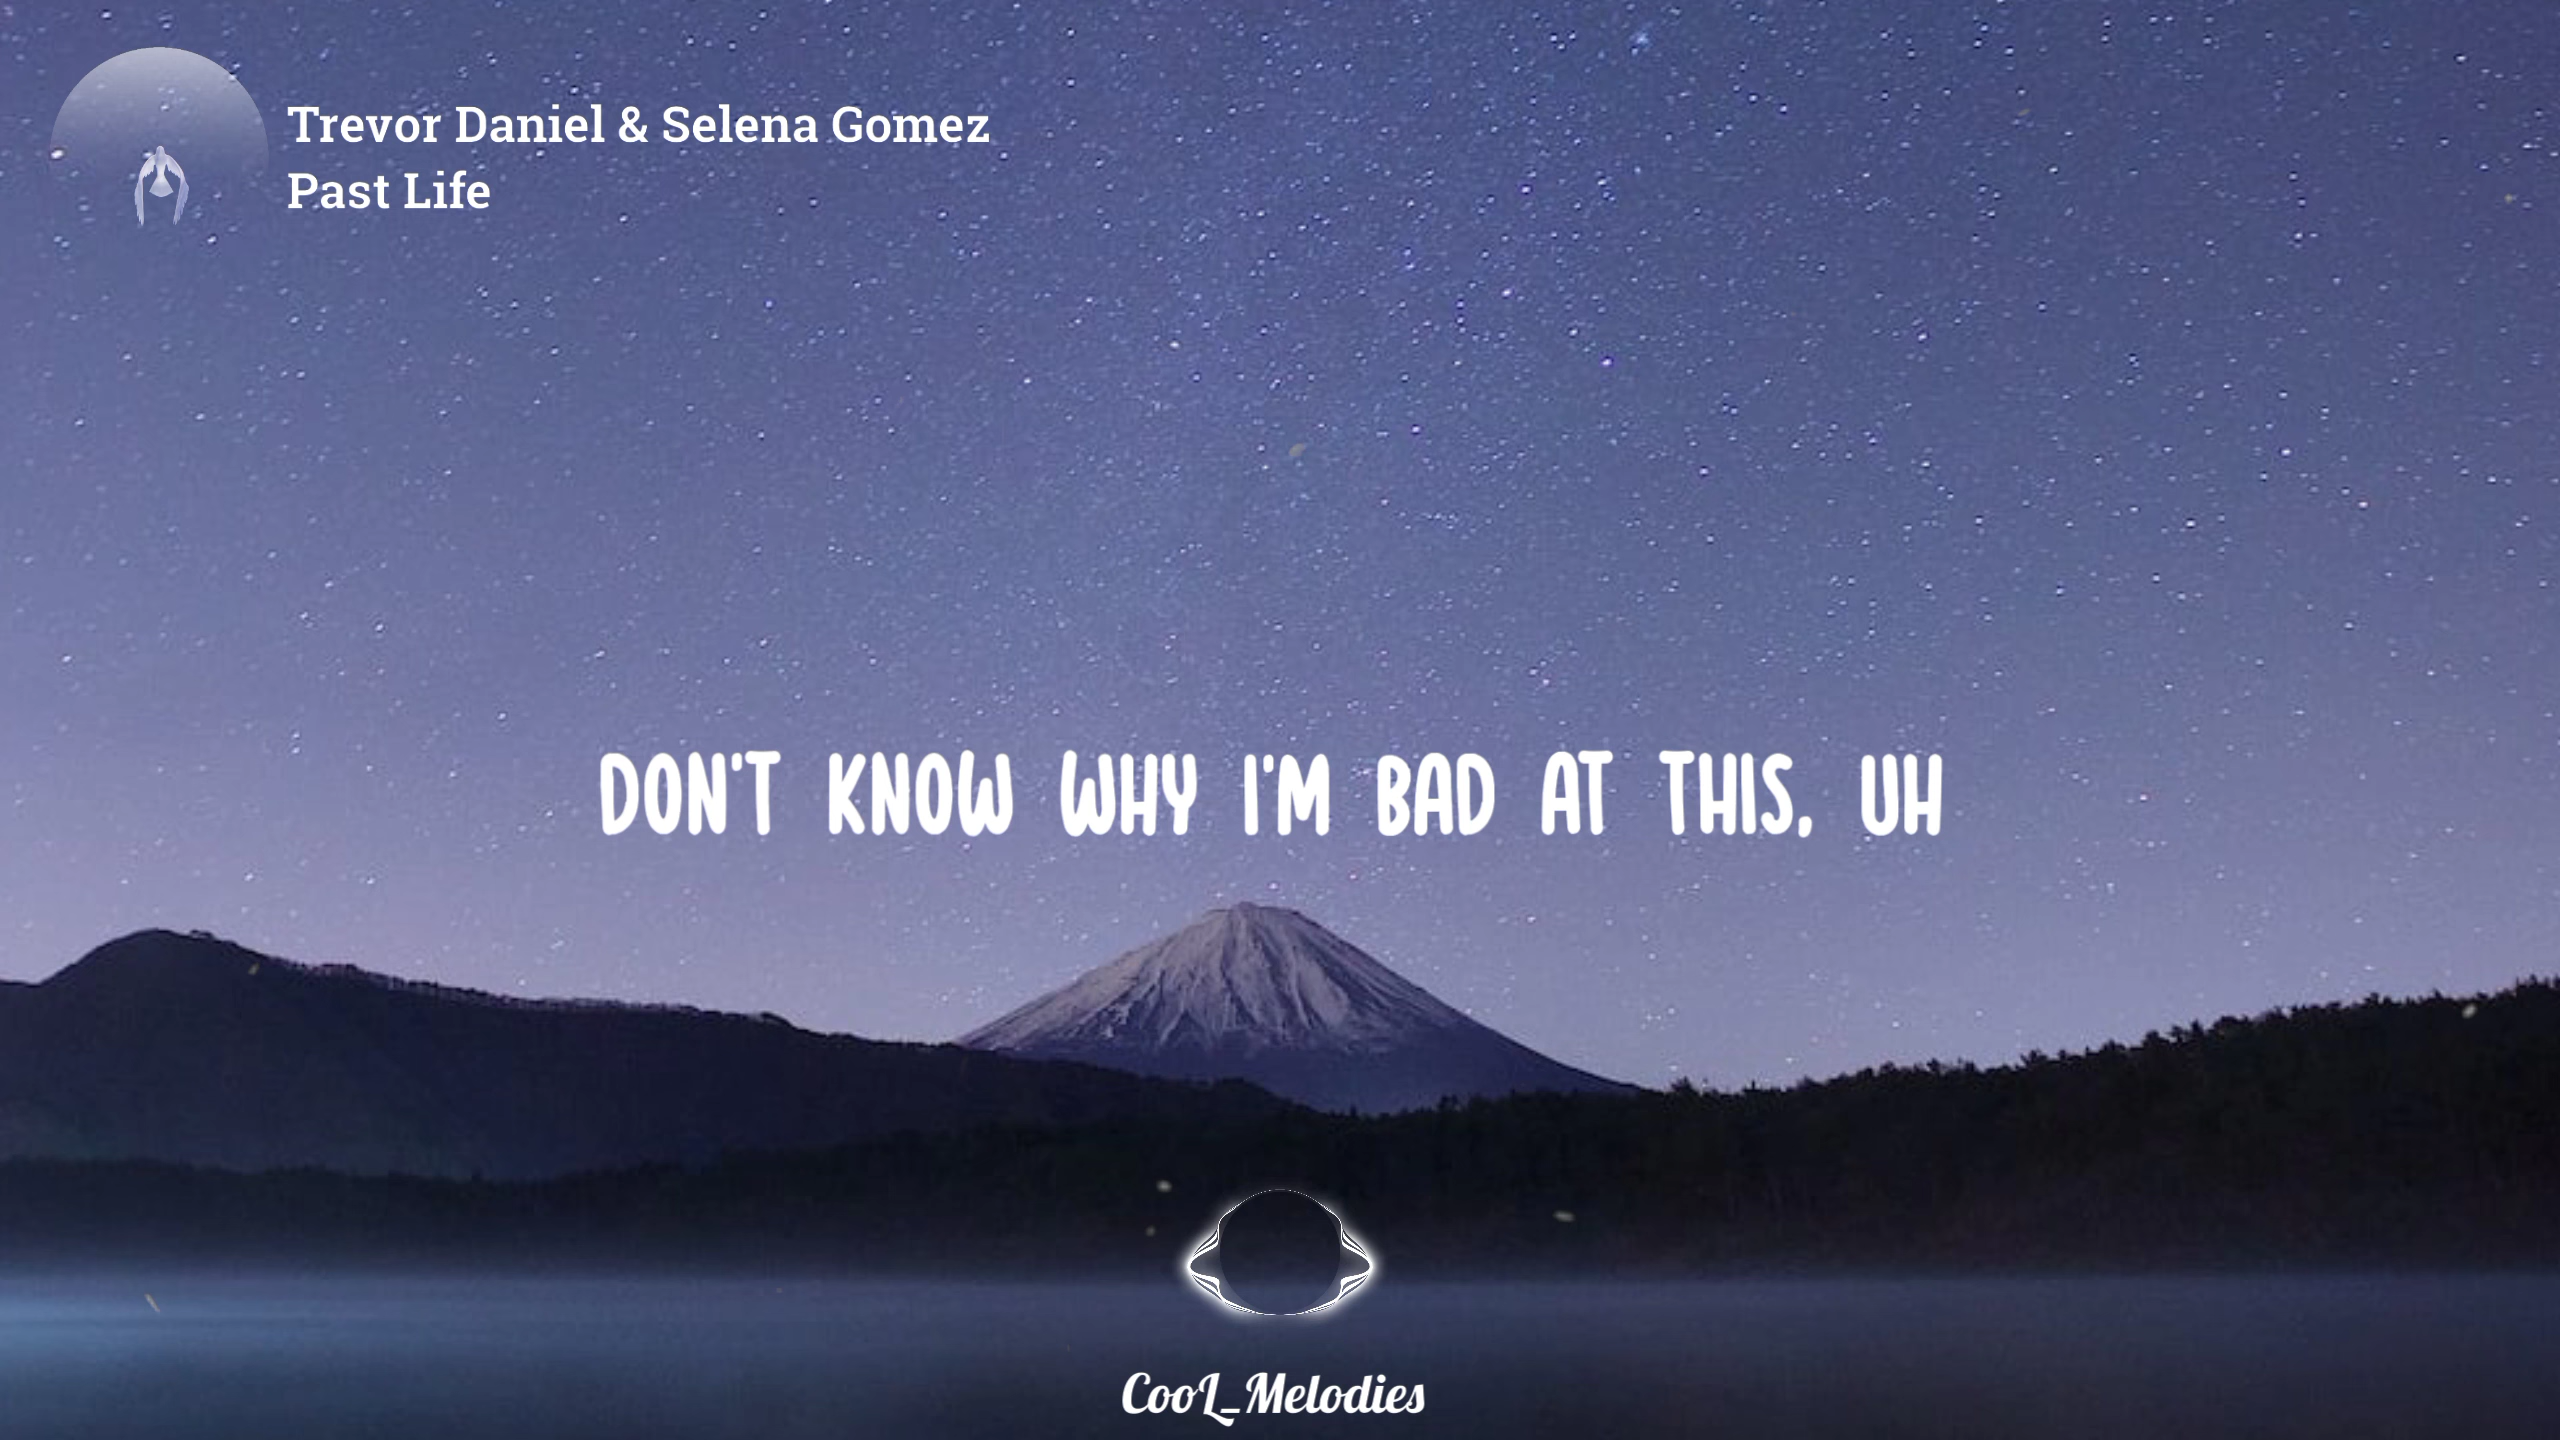 Trevor Daniel & Selena Gomez
Past Life
DON'T KNOW WHY I'M BAD AT THIS, UH
CooL_Melodies